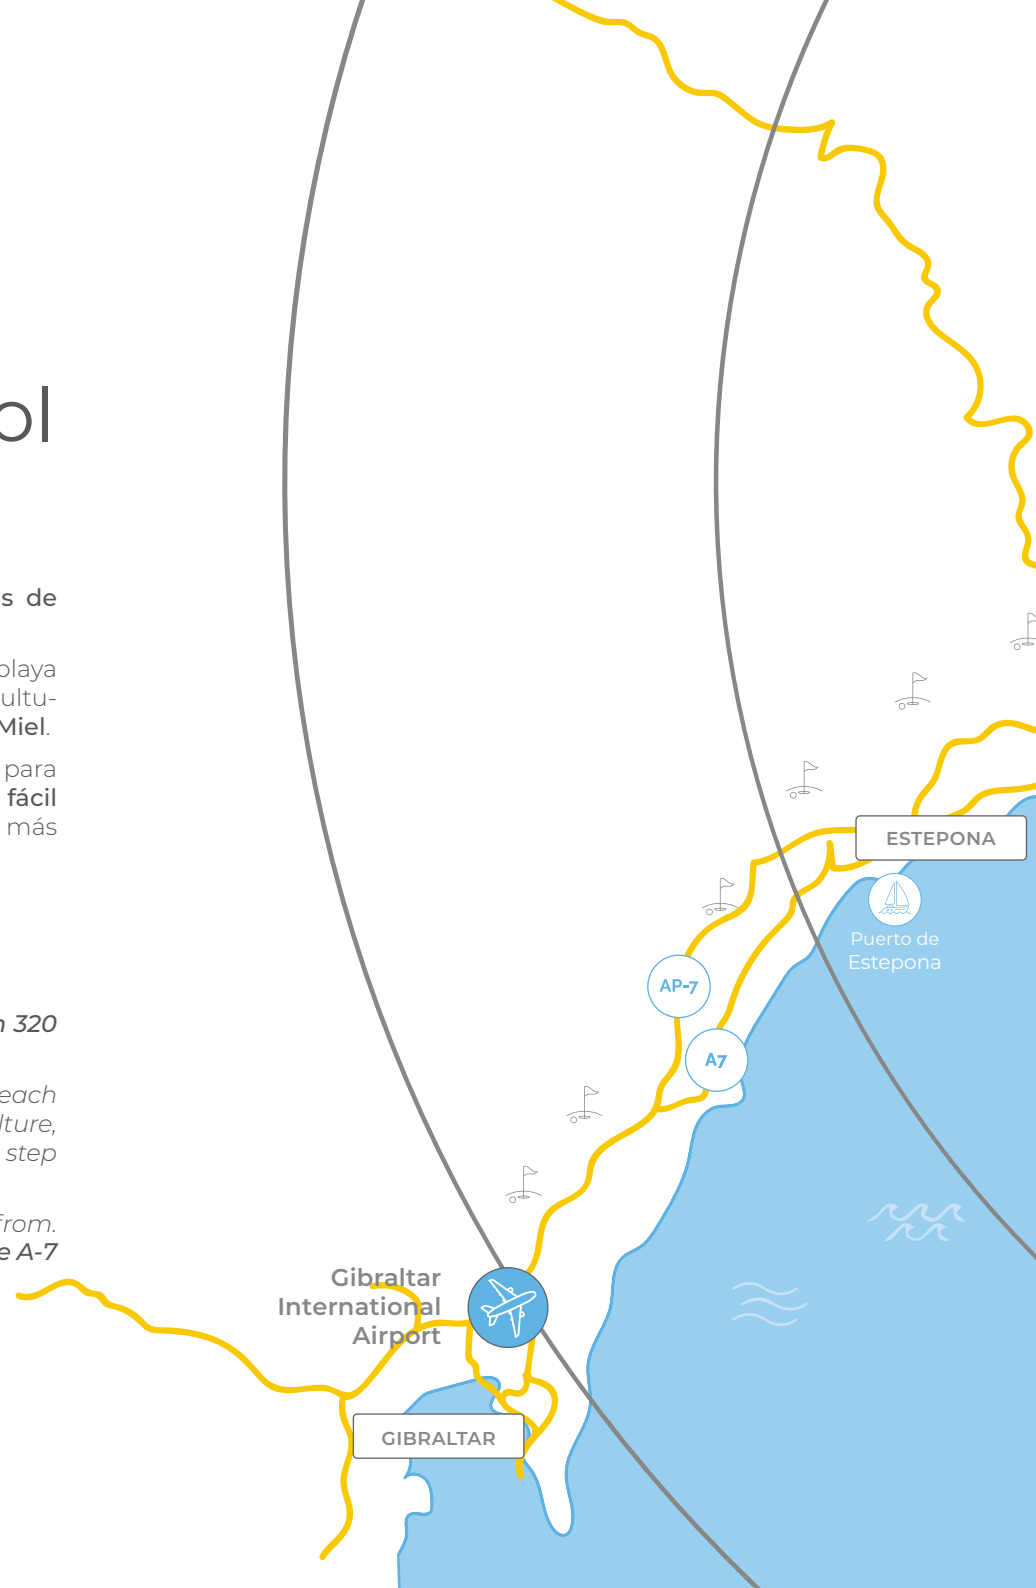 ol
s de
playa
ultu-
Miel.
para
fácil
más
n 320
each
lture,
step
from.
e A-7
ESTEPONA
Puerto de
Estepona
AP-7
A7
Gibraltar
International
Airport
GIBRALTAR